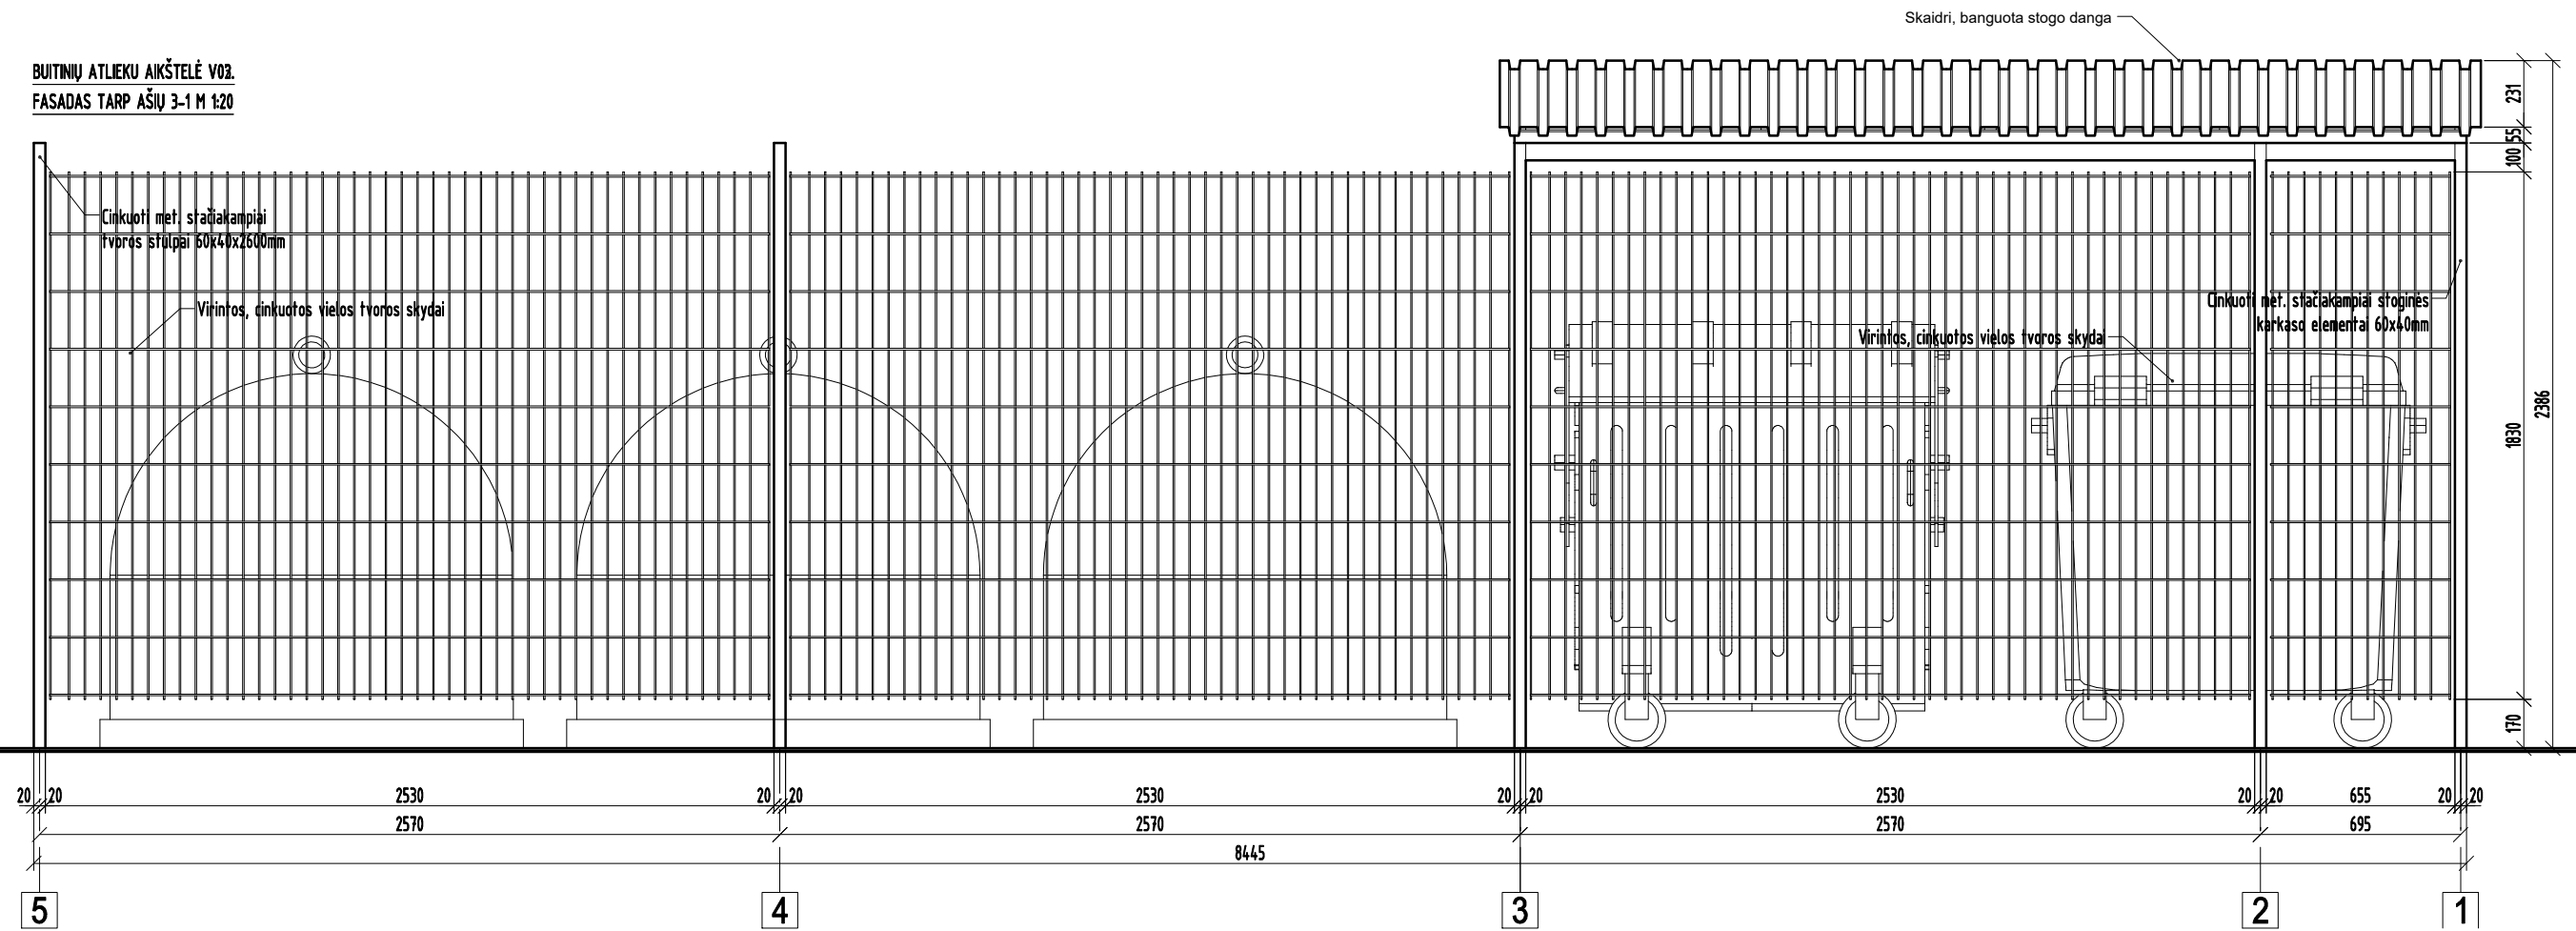 Skaidri, banguota stogo danga
BUITINIŲ ATLIEKU AIKŠTELĖ V02.
FASADAS TARP AŠIŲ 3-1 M 1:20
231
55
100
Cinkuoti met. stačiakampiai
tvoros stulpai 60x40x2600mm
Virintos, cinkuotos vielos tvoros skydai
Cinkuoti met. stačiakampiai stoginės
karkaso elementai 60x40mm
Virintos, cinkuotos vielos tvoros skydai
1830
2386
170
20 20 2530 20 20 2530 20 20 2530 20 20 655 20 20
2570 2570 2570 695
8445
5 4 3 2 1